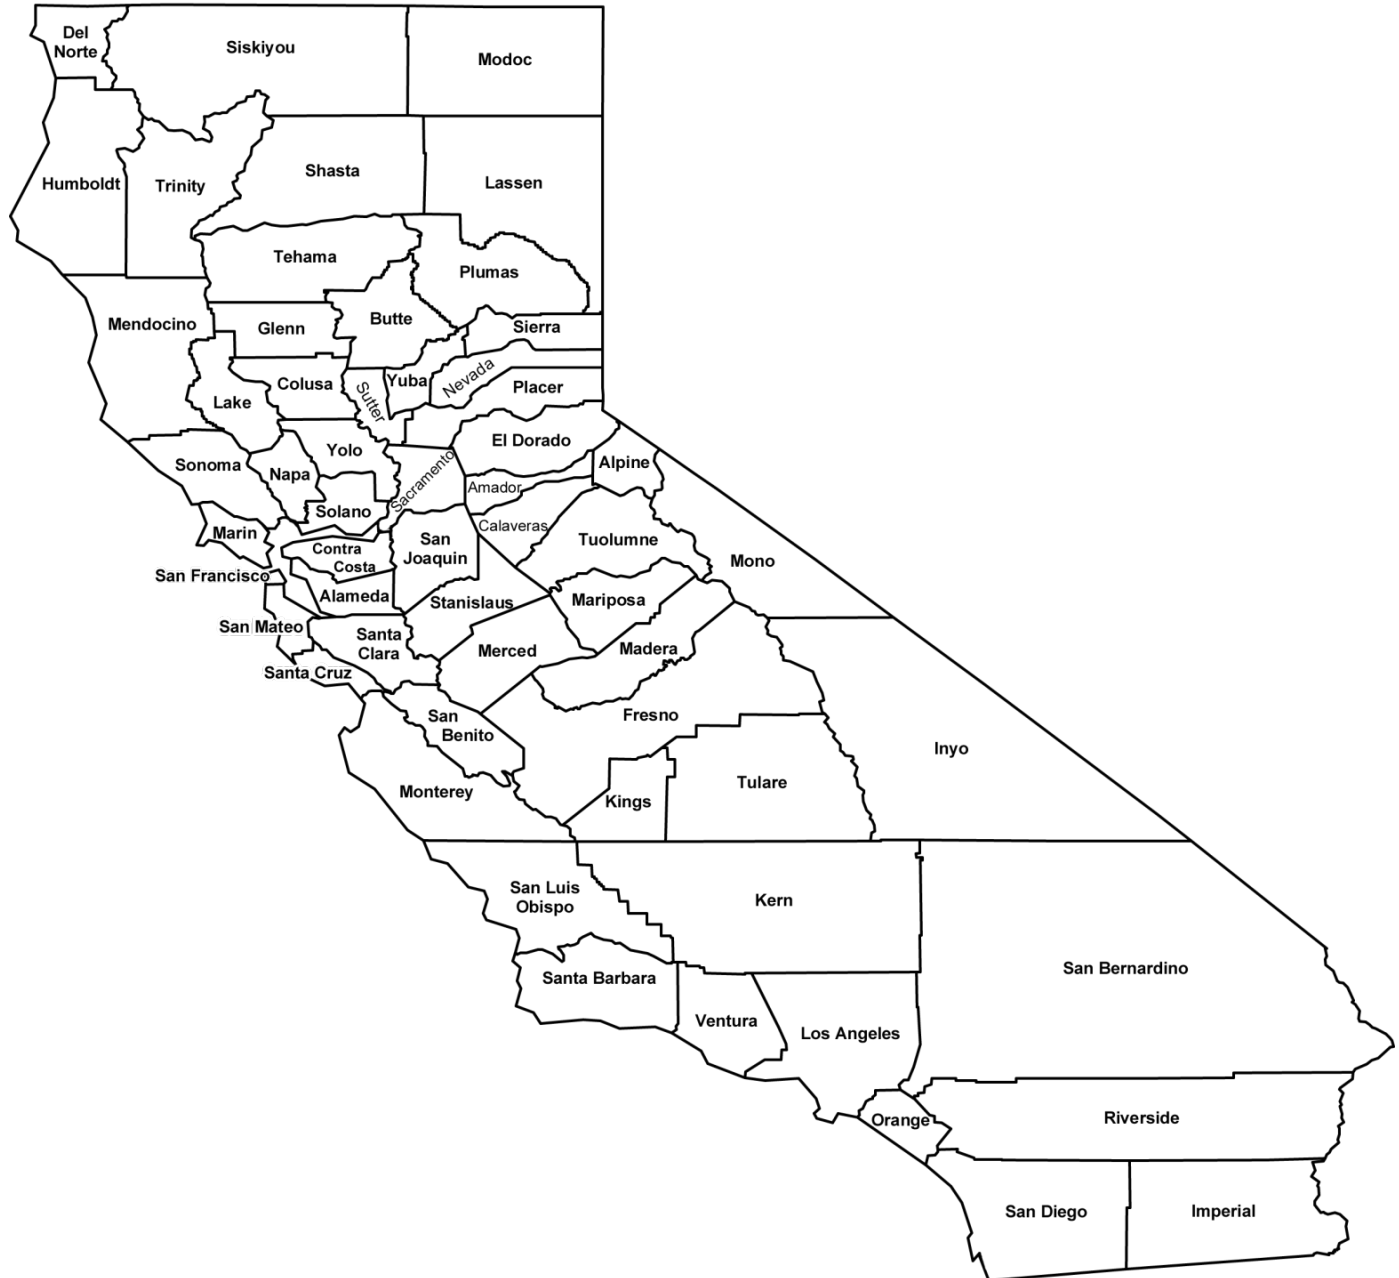 Del
Norte
Siskiyou
Modoc
Humboldt
Trinity
Shasta
Lassen
Tehama
Plumas
Mendocino
Glenn
Butte
Sierra
Lake
Colusa
Sutter
Yuba
Nevada
Placer
Sonoma
Napa
Yolo
Sacramento
El Dorado
Alpine
Solano
Amador
Marin
Contra
Costa
San
Joaquin
Calaveras
Tuolumne
Mono
San Francisco
Alameda
Stanislaus
Mariposa
San Mateo
Santa
Clara
Merced
Madera
Santa Cruz
San
Benito
Fresno
Inyo
Monterey
Kings
Tulare
San Luis
Obispo
Kern
Santa Barbara
San Bernardino
Ventura
Los Angeles
Orange
Riverside
San Diego
Imperial